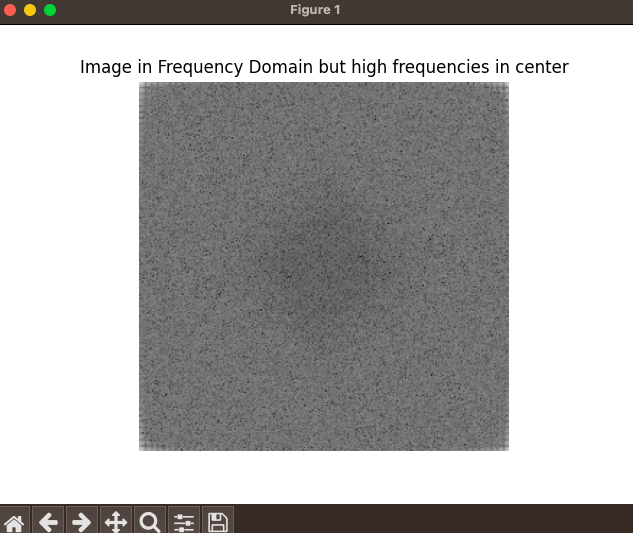 Figure 1
Image in Frequency Domain but high frequencies in center